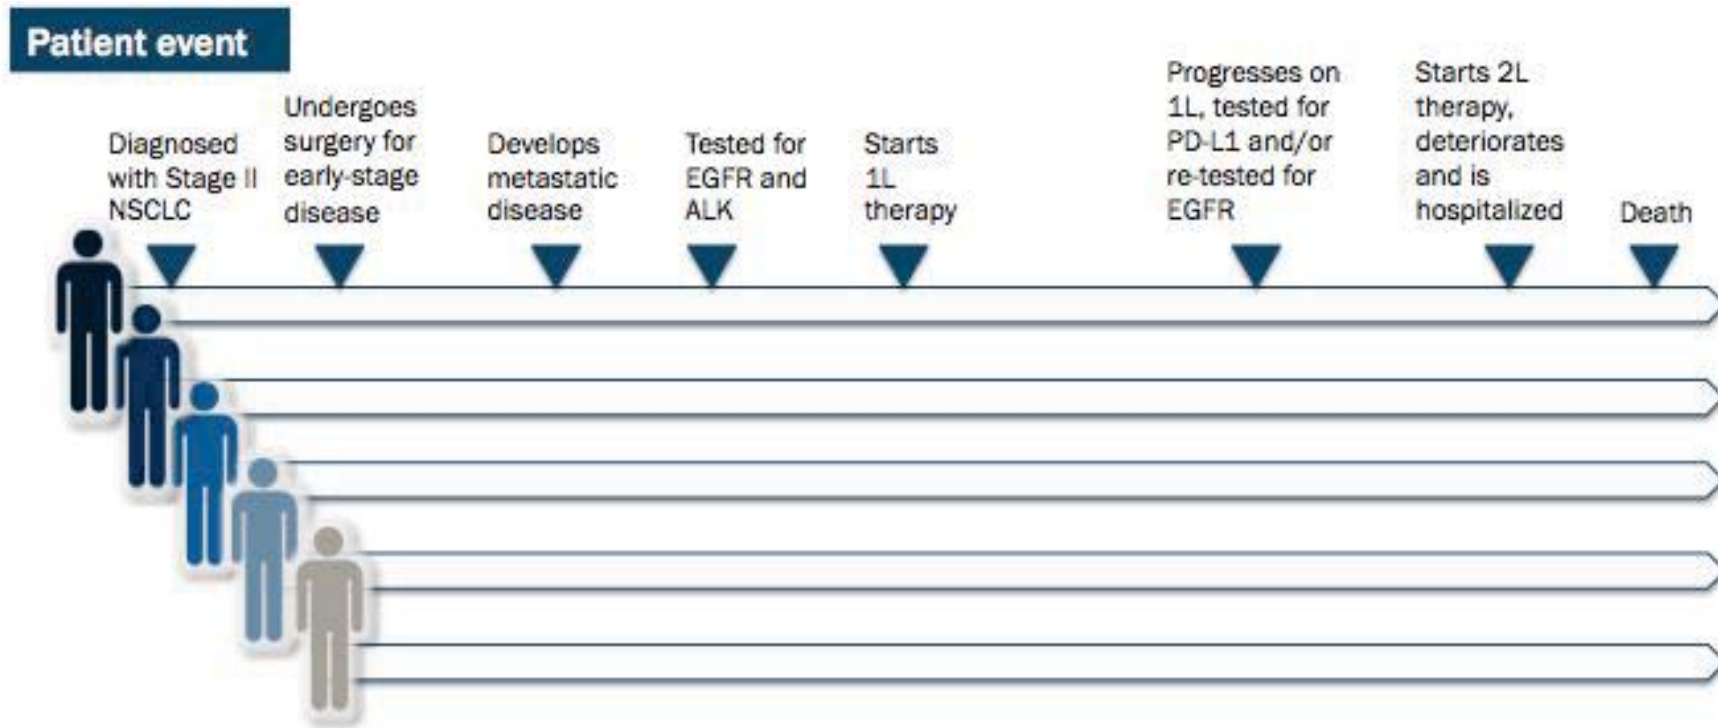 Patient event
Diagnosed
with Stage II
NSCLC
Undergoes
surgery for
early-stage
disease
Develops
metastatic
disease
Tested for
EGFR and
ALK
Starts
1L
therapy
Progresses on
1L, tested for
PD-L1 and/or
re-tested for
EGFR
Starts 2L
therapy,
deteriorates
and is
hospitalized
Death